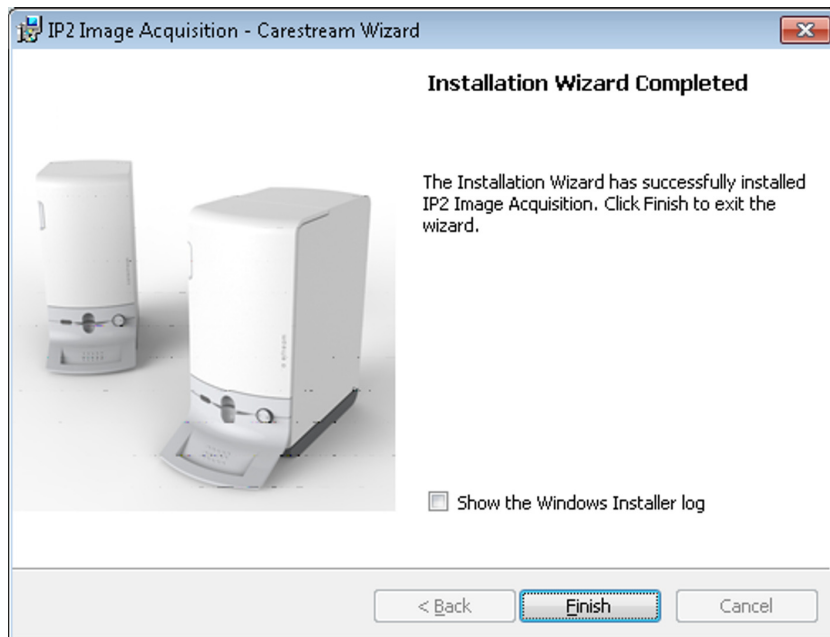 IP2 Image Acquisition - Carestream Wizard
Installation Wizard Completed
The Installation Wizard has successfully installed
IP2 Image Acquisition. Click Finish to exit the
wizard.
Show the Windows Installer log
< Back
Finish
Cancel